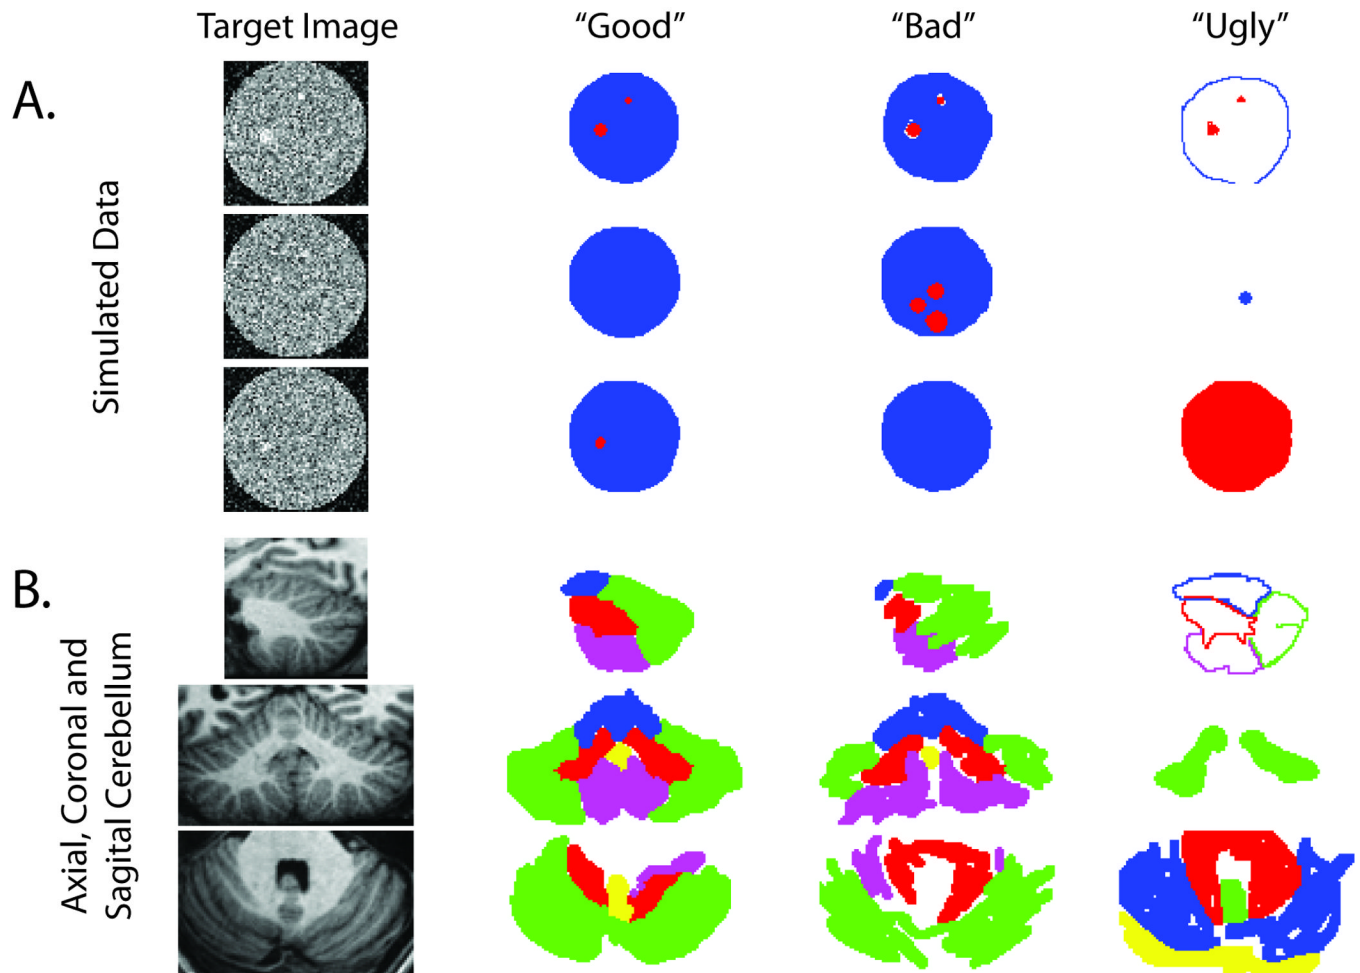 Target Image
“Good”
“Bad”
“Ugly”
A.
Simulated Data
B.
Axial, Coronal and
Sagital Cerebellum